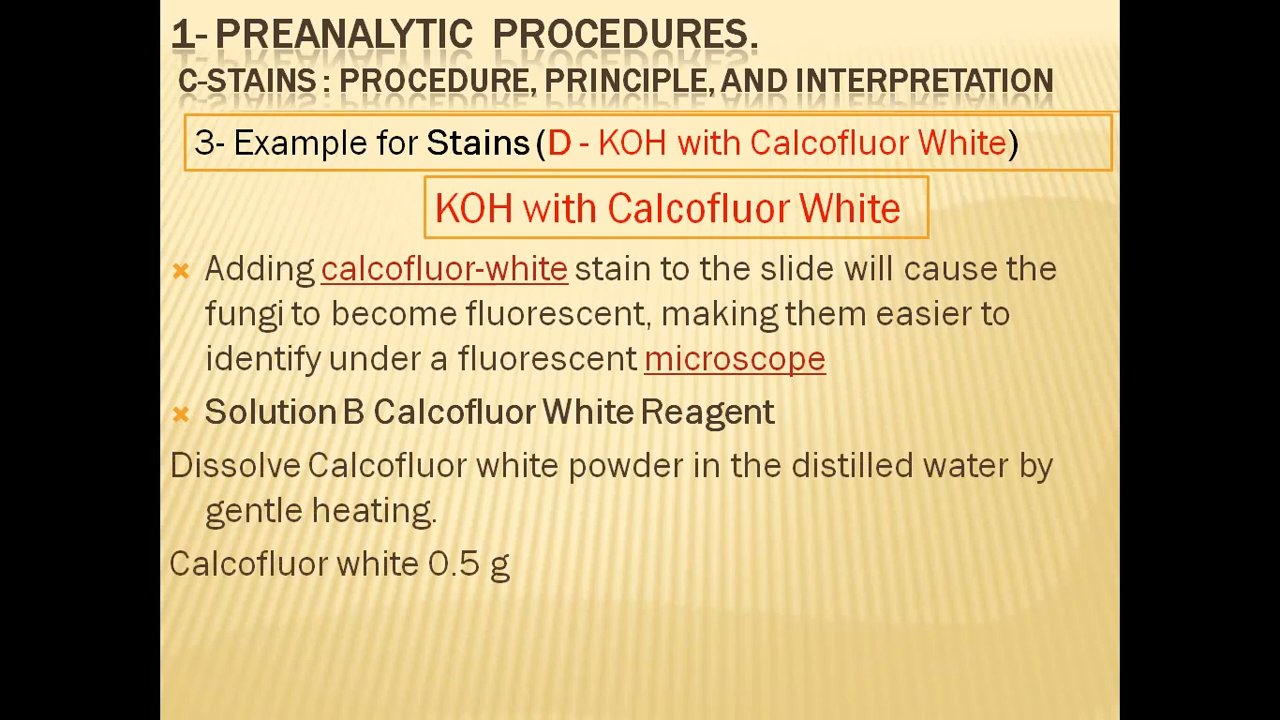 1- PREANALYTIC PROCEDURES.
C-STAINS : PROCEDURE, PRINCIPLE, AND INTERPRETATION
3- Example for Stains (D - KOH with Calcofluor White)
KOH with Calcofluor White
Adding calcofluor-white stain to the slide will cause the
fungi to become fluorescent, making them easier to
identify under a fluorescent microscope
Solution B Calcofluor White Reagent
Dissolve Calcofluor white powder in the distilled water by
gentle heating.
Calcofluor white 0.5 g